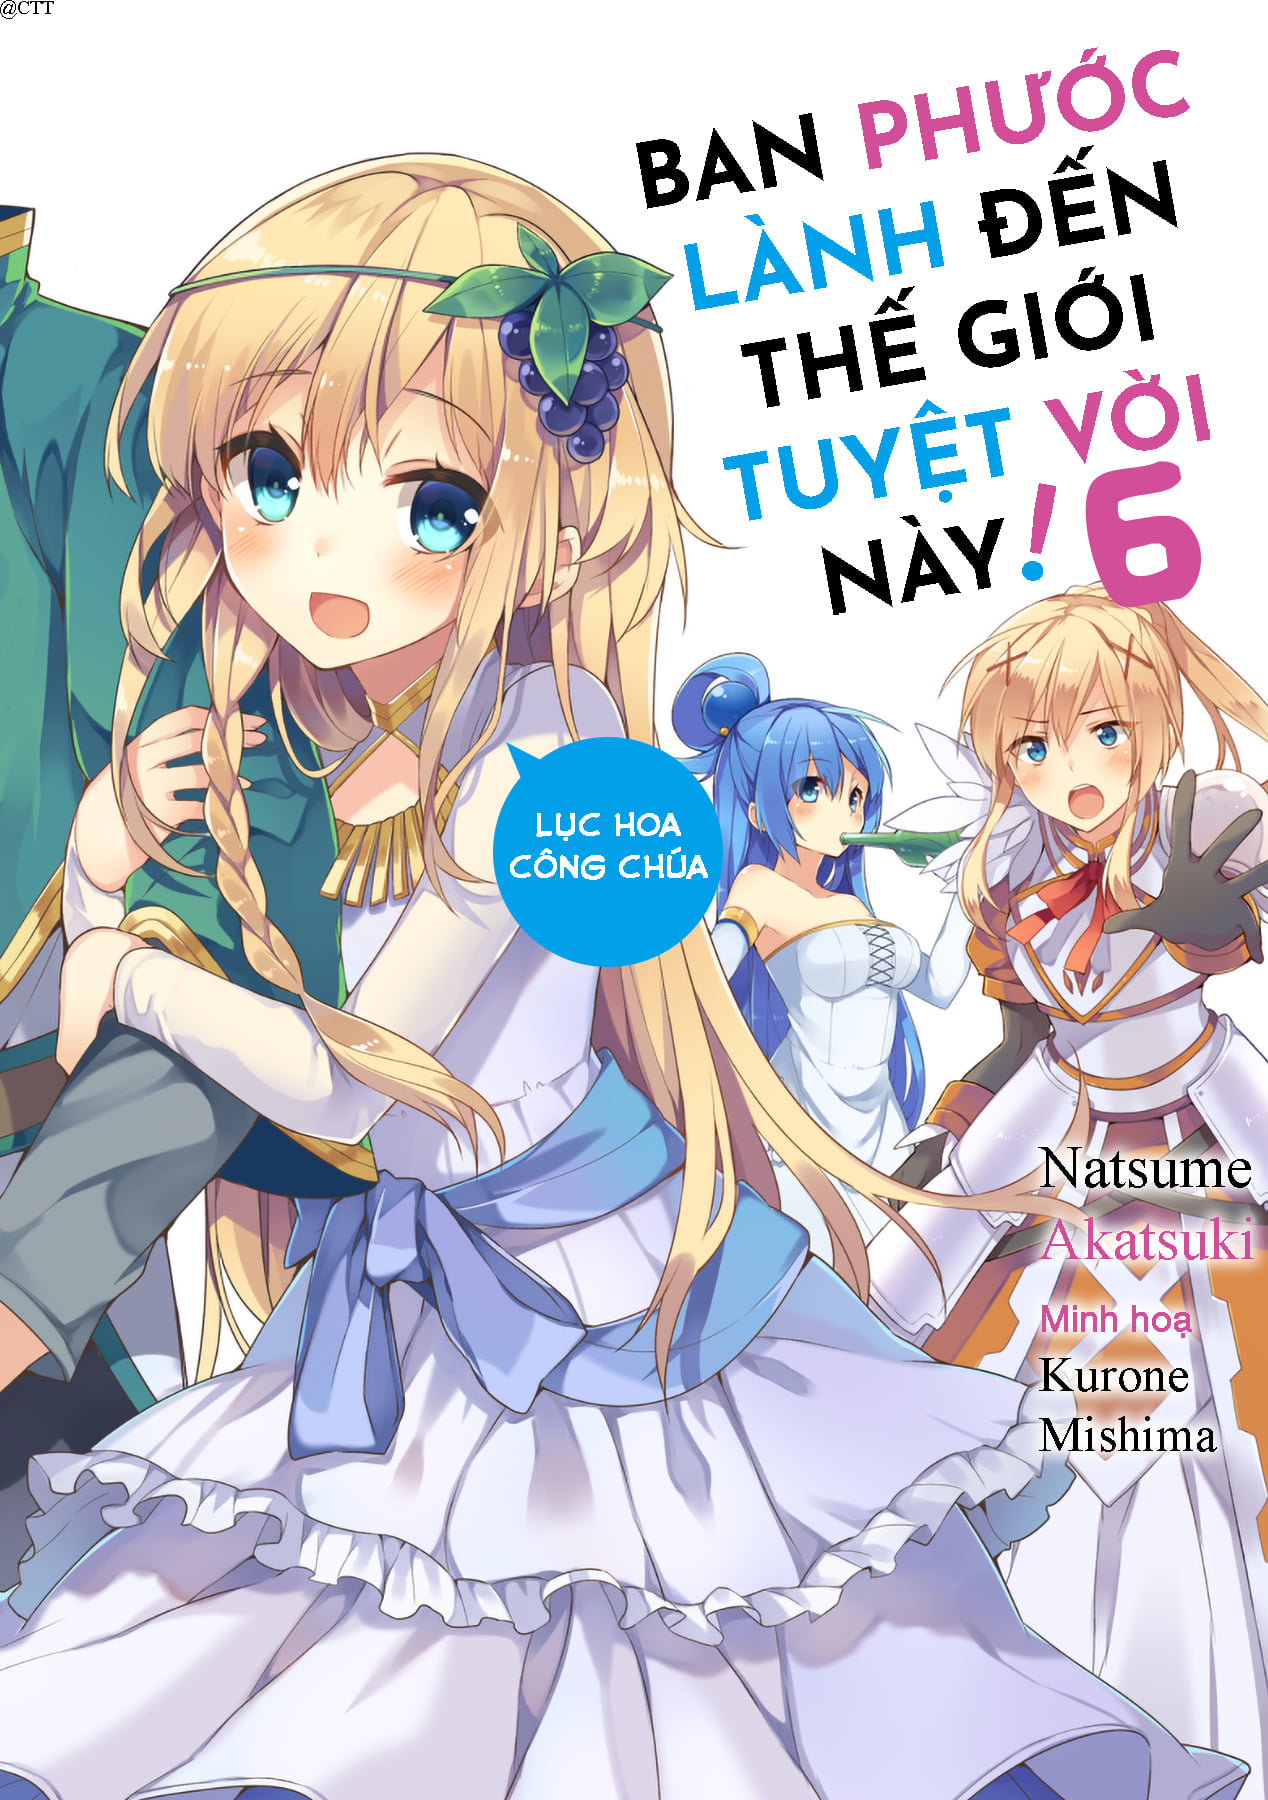 @CTT
BAN PHƯỚC
LÀNH ĐẾN
THẾ GIỚI
TUYỆT VỜI
NÀY! 6
LỤC HOA
CÔNG CHÚA
Natsume
Akatsuki
Minh hoạ
Kurone
Mishima